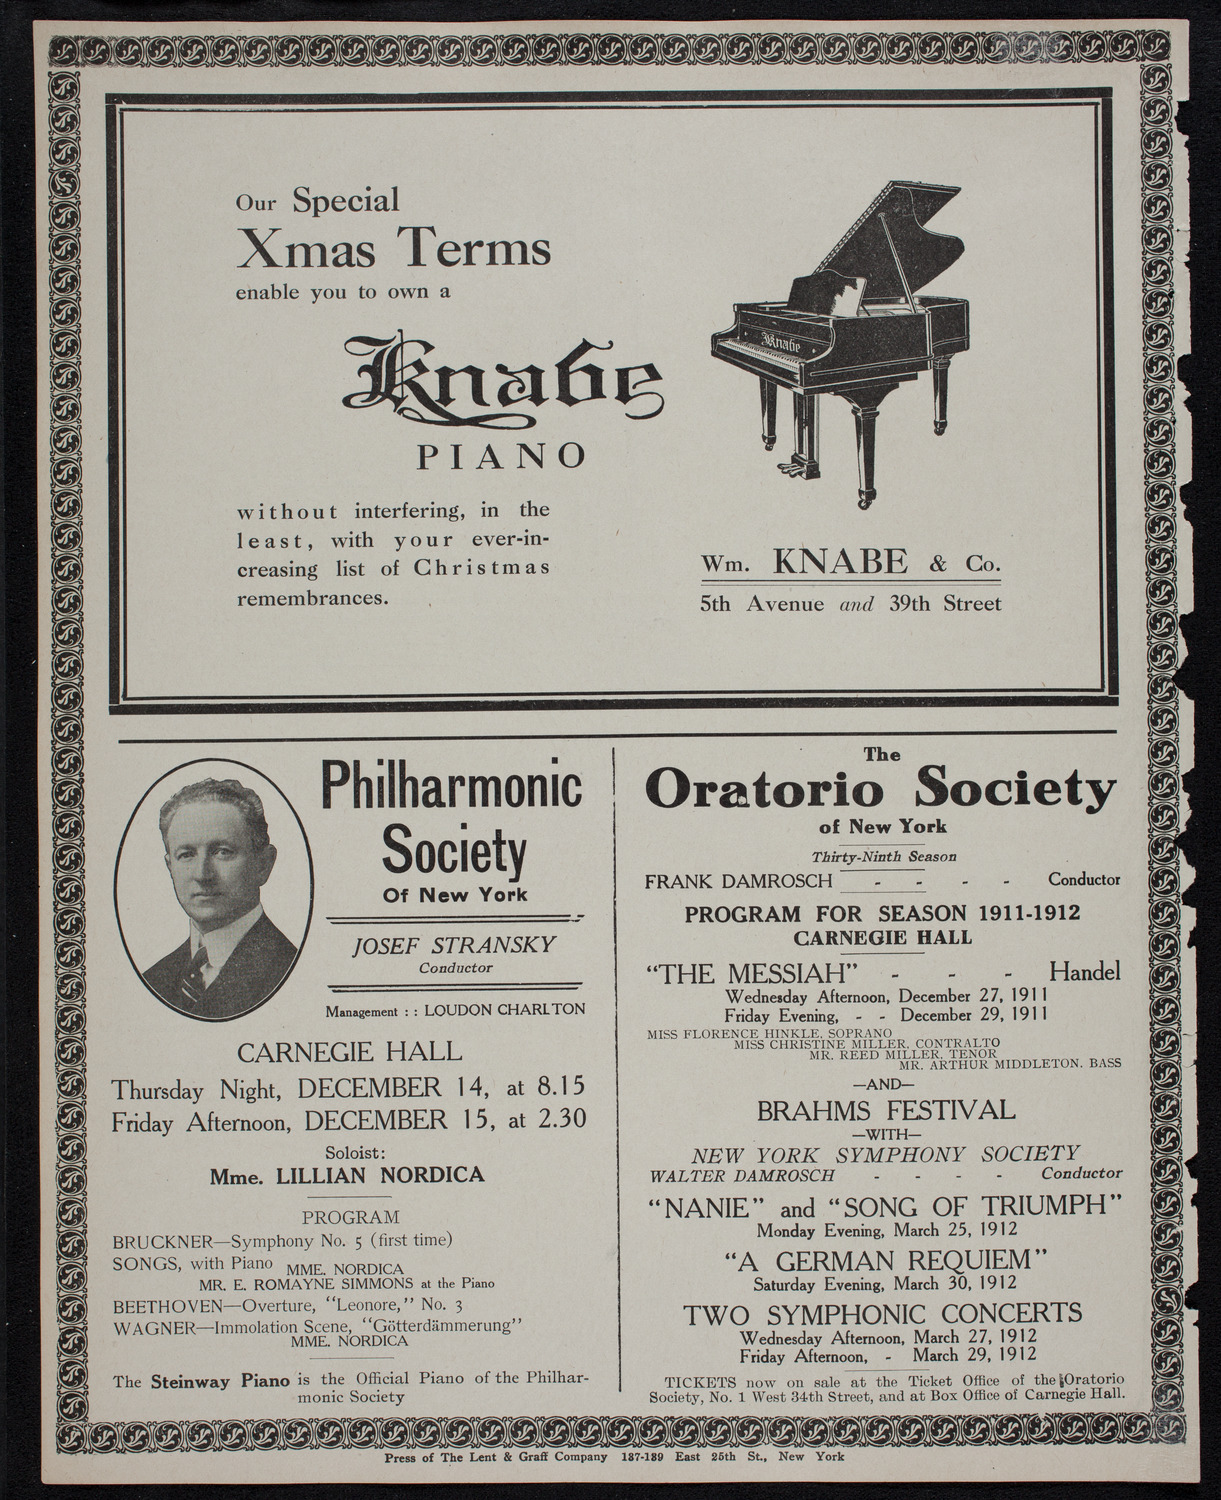 Our Special
Xmas Terms
enable you to own a
Knabe
PIANO
without interfering, in the
least, with your ever-in-
creasing list of Christmas
remembrances.
Knabe
Wm. KNABE & Co.
5th Avenue and 39th Street
Philharmonic
Society
Of New York
JOSEF STRANSKY
Conductor
Management : : LOUDON CHARLTON
CARNEGIE HALL
Thursday Night, DECEMBER 14, at 8.15
Friday Afternoon, DECEMBER 15, at 2.30
Soloist:
Mme. LILLIAN NORDICA
PROGRAM
BRUCKNER—Symphony No. 5 (first time)
SONGS, with Piano MME. NORDICA
MR. E. ROMAYNE SIMMONS at the Piano
BEETHOVEN—Overture, “Leonore,” No. 3
WAGNER—Immolation Scene, “Götterdämmerung”
MME. NORDICA
The Steinway Piano is the Official Piano of the Philhar-
monic Society
The
Oratorio Society
of New York
Thirty-Ninth Season
FRANK DAMROSCH - - - - Conductor
PROGRAM FOR SEASON 1911-1912
CARNEGIE HALL
“THE MESSIAH” - - - Handel
Wednesday Afternoon, December 27, 1911
Friday Evening, - - December 29, 1911
MISS FLORENCE HINKLE, SOPRANO
MISS CHRISTINE MILLER, CONTRALTO
MR. REED MILLER, TENOR
MR. ARTHUR MIDDLETON, BASS
—AND—
BRAHMS FESTIVAL
—WITH—
NEW YORK SYMPHONY SOCIETY
WALTER DAMROSCH - - - - Conductor
“NANIE” and “SONG OF TRIUMPH”
Monday Evening, March 25, 1912
“A GERMAN REQUIEM”
Saturday Evening, March 30, 1912
TWO SYMPHONIC CONCERTS
Wednesday Afternoon, March 27, 1912
Friday Afternoon, - March 29, 1912
TICKETS now on sale at the Ticket Office of the Oratorio
Society, No. 1 West 34th Street, and at Box Office of Carnegie Hall.
Press of The Lent & Graff Company 137-139 East 25th St., New York